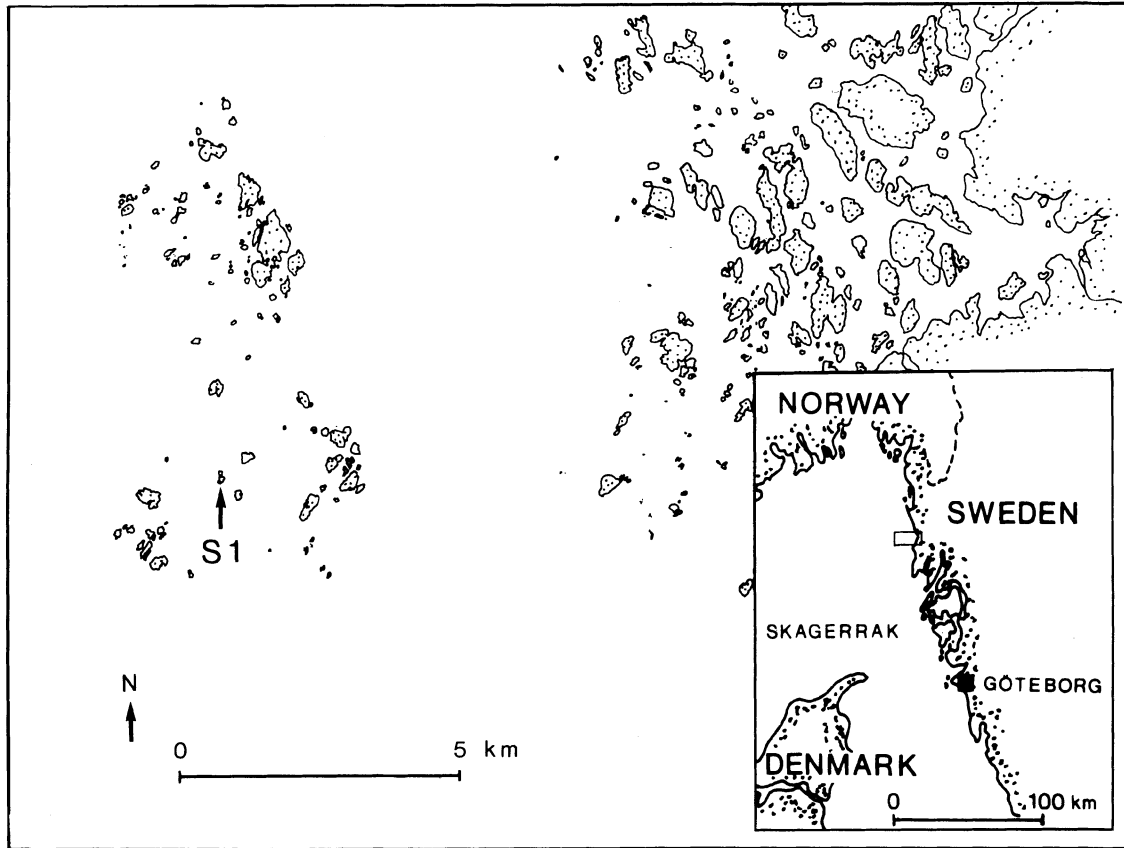 S1
N
0 5 km
NORWAY
SWEDEN
SKAGERRAK
GÖTEBORG
DENMARK
0 100 km